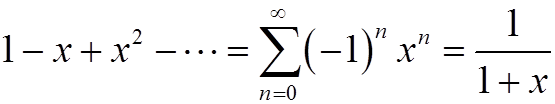 1 − x + x² − ⋯ = ∑_{n=0}^{∞} (−1)ⁿ xⁿ = 1/(1 + x)